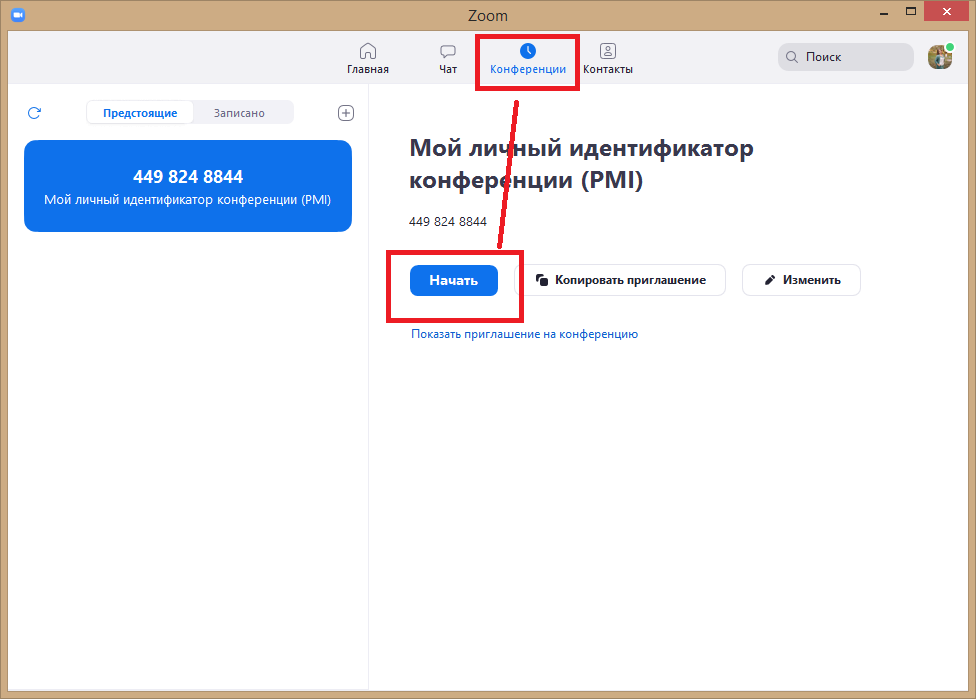 Zoom
Главная
Чат
Конференции
Контакты
Поиск
Предстоящие
Записано
449 824 8844
Мой личный идентификатор конференции (PMI)
Мой личный идентификатор
конференции (PMI)
449 824 8844
Начать
Копировать приглашение
Изменить
Показать приглашение на конференцию